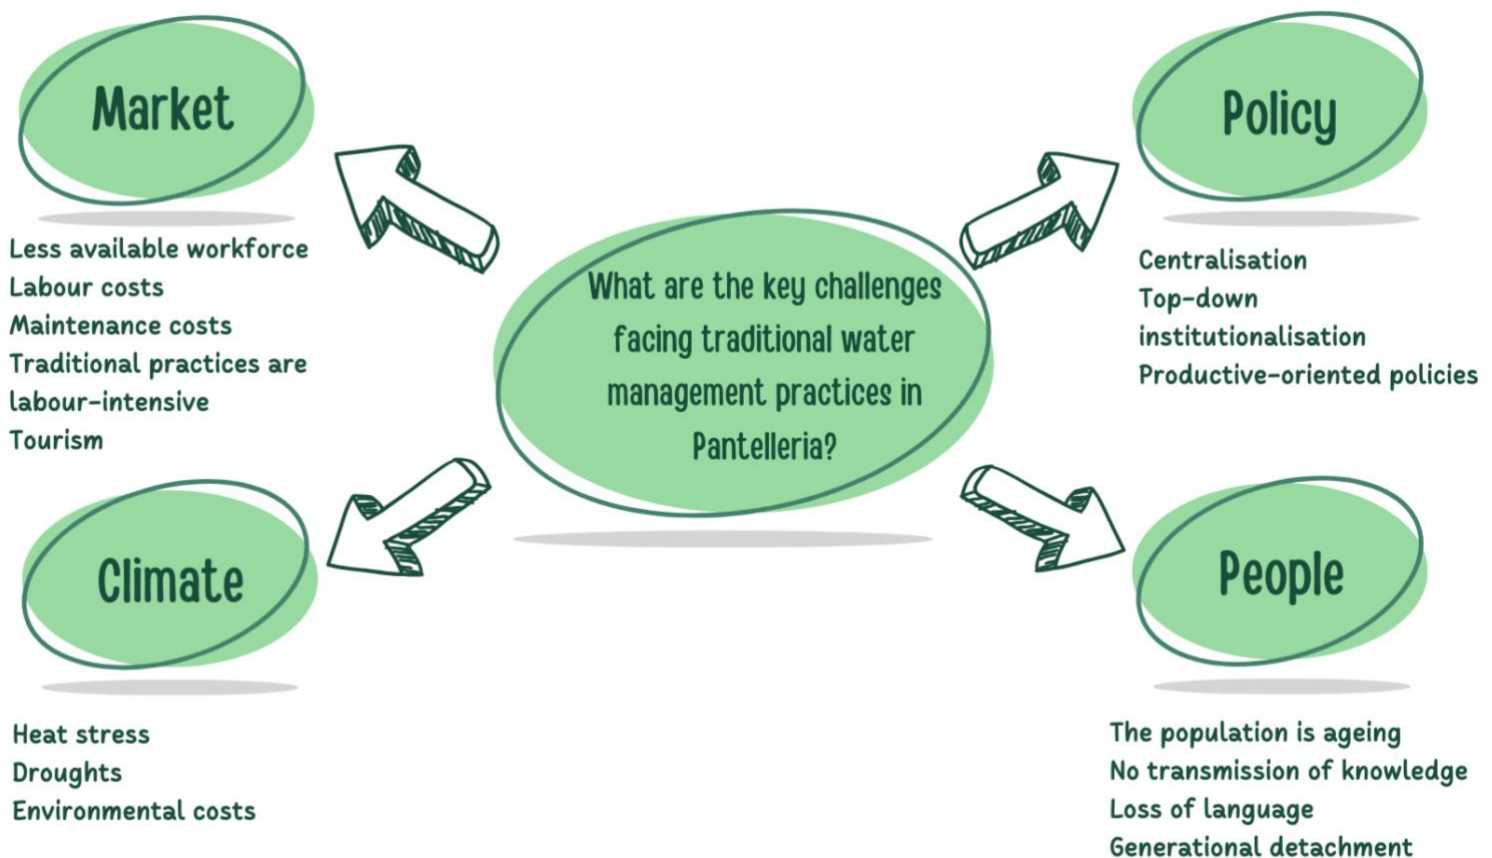 What are the key challenges
facing traditional water
management practices in
Pantelleria?
Market
Less available workforce
Labour costs
Maintenance costs
Traditional practices are
labour-intensive
Tourism
Policy
Centralisation
Top-down
institutionalisation
Productive-oriented policies
Climate
Heat stress
Droughts
Environmental costs
People
The population is ageing
No transmission of knowledge
Loss of language
Generational detachment